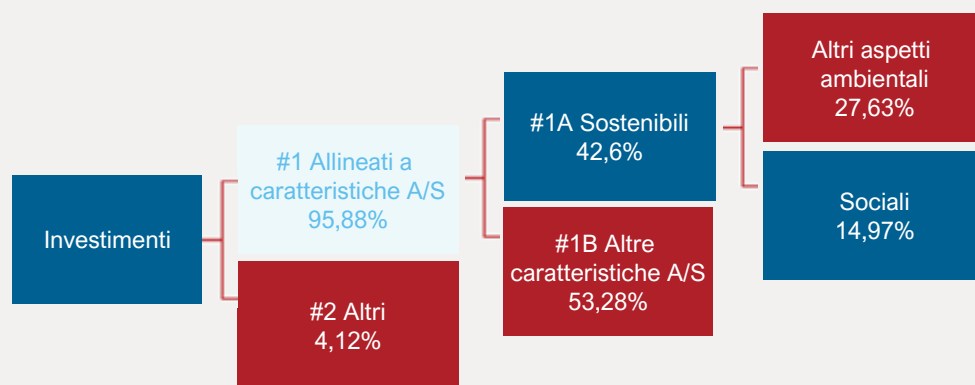 Investimenti
#1 Allineati a
caratteristiche A/S
95,88%
#2 Altri
4,12%
#1A Sostenibili
42,6%
#1B Altre
caratteristiche A/S
53,28%
Altri aspetti
ambientali
27,63%
Sociali
14,97%